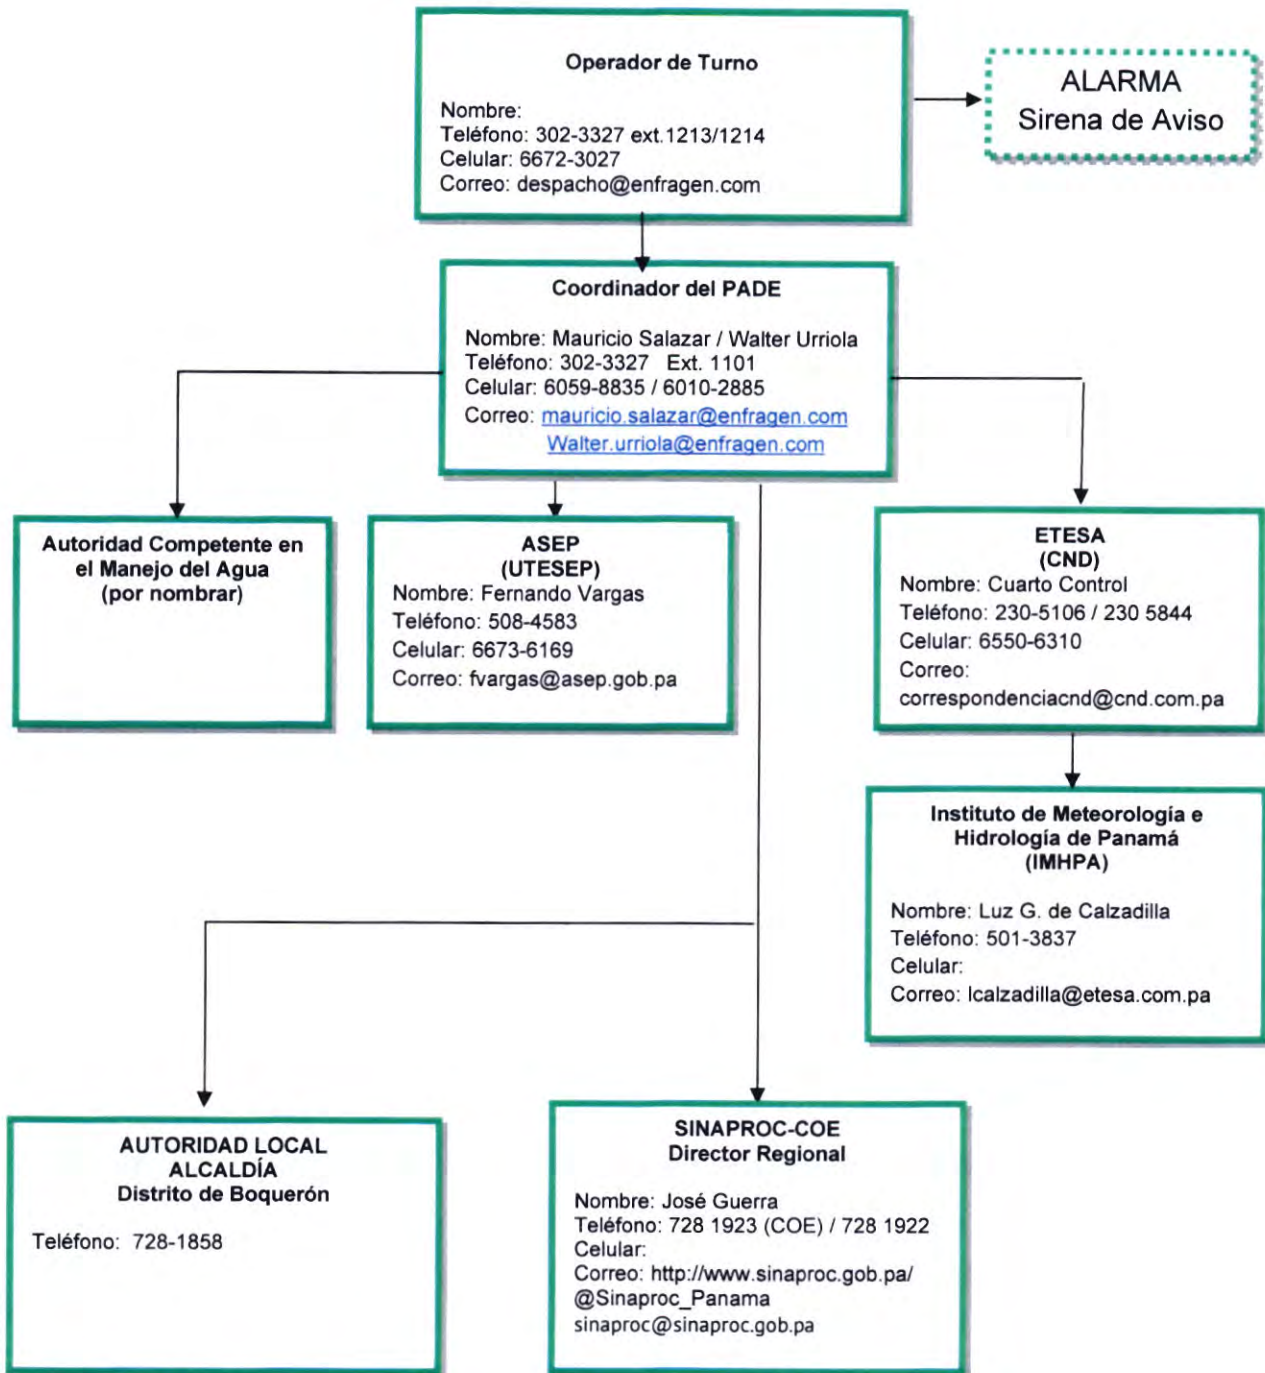 Operador de Turno
Nombre:
Teléfono: 302-3327 ext.1213/1214
Celular: 6672-3027
Correo: despacho@enfragen.com
ALARMA
Sirena de Aviso
Coordinador del PADE
Nombre: Mauricio Salazar / Walter Urriola
Teléfono: 302-3327 Ext. 1101
Celular: 6059-8835 / 6010-2885
Correo: mauricio.salazar@enfragen.com
Walter.urriola@enfragen.com
Autoridad Competente en
el Manejo del Agua
(por nombrar)
ASEP
(UTESEP)
Nombre: Fernando Vargas
Teléfono: 508-4583
Celular: 6673-6169
Correo: fvargas@asep.gob.pa
ETESA
(CND)
Nombre: Cuarto Control
Teléfono: 230-5106 / 230 5844
Celular: 6550-6310
Correo:
correspondenciacnd@cnd.com.pa
Instituto de Meteorología e
Hidrología de Panamá
(IMHPA)
Nombre: Luz G. de Calzadilla
Teléfono: 501-3837
Celular:
Correo: lcalzadilla@etesa.com.pa
AUTORIDAD LOCAL
ALCALDÍA
Distrito de Boquerón
Teléfono: 728-1858
SINAPROC-COE
Director Regional
Nombre: José Guerra
Teléfono: 728 1923 (COE) / 728 1922
Celular:
Correo: http://www.sinaproc.gob.pa/
@Sinaproc_Panama
sinaproc@sinaproc.gob.pa